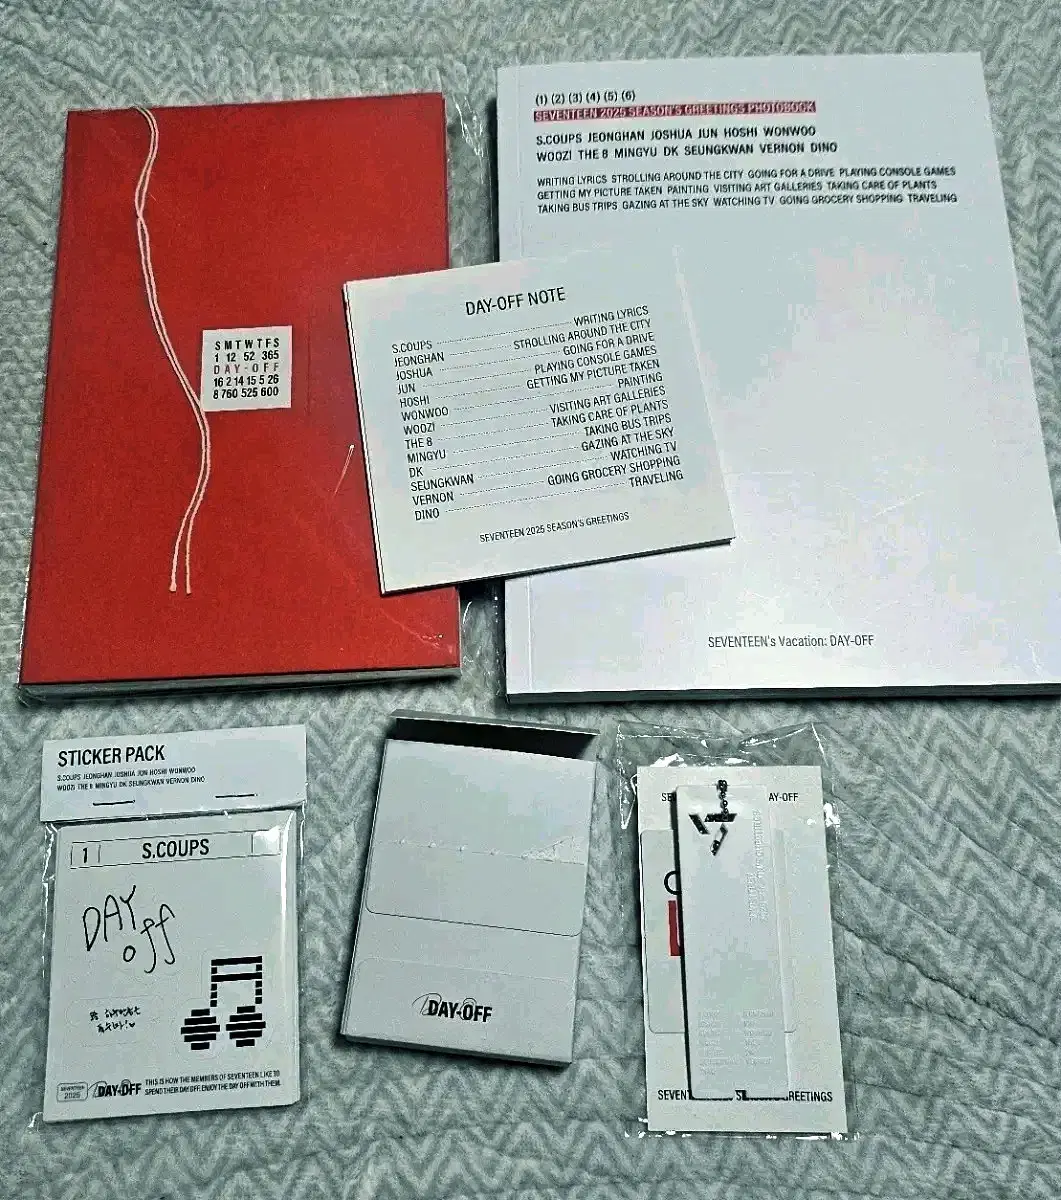 S M T W T F S
1 12 52 365
DAY-OFF
16 2 14 15 5 26
8 760 525 600
(1) (2) (3) (4) (5) (6)
SEVENTEEN 2025 SEASON'S GREETINGS PHOTOBOOK
S.COUPS JEONGHAN JOSHUA JUN HOSHI WONWOO
WOOZI THE 8 MINGYU DK SEUNGKWAN VERNON DINO
WRITING LYRICS STROLLING AROUND THE CITY GOING FOR A DRIVE PLAYING CONSOLE GAMES
GETTING MY PICTURE TAKEN PAINTING VISITING ART GALLERIES TAKING CARE OF PLANTS
TAKING BUS TRIPS GAZING AT THE SKY WATCHING TV GOING GROCERY SHOPPING TRAVELING
SEVENTEEN's Vacation: DAY-OFF
DAY-OFF NOTE
S.COUPS WRITING LYRICS
JEONGHAN STROLLING AROUND THE CITY
JOSHUA GOING FOR A DRIVE
JUN PLAYING CONSOLE GAMES
HOSHI GETTING MY PICTURE TAKEN
WONWOO PAINTING
WOOZI VISITING ART GALLERIES
THE 8 TAKING CARE OF PLANTS
MINGYU TAKING BUS TRIPS
DK GAZING AT THE SKY
SEUNGKWAN WATCHING TV
VERNON GOING GROCERY SHOPPING
DINO TRAVELING
SEVENTEEN 2025 SEASON'S GREETINGS
STICKER PACK
S.COUPS JEONGHAN JOSHUA JUN HOSHI WONWOO
WOOZI THE 8 MINGYU DK SEUNGKWAN VERNON DINO
1 S.COUPS
DAY
off
SEVENTEEN
2025
DAY-OFF
THIS IS HOW THE MEMBERS OF SEVENTEEN LIKE TO
SPEND THEIR DAY OFF. ENJOY THE DAY OFF WITH THEM.
DAY-OFF
SE AY-OFF
SEVEN S REETINGS